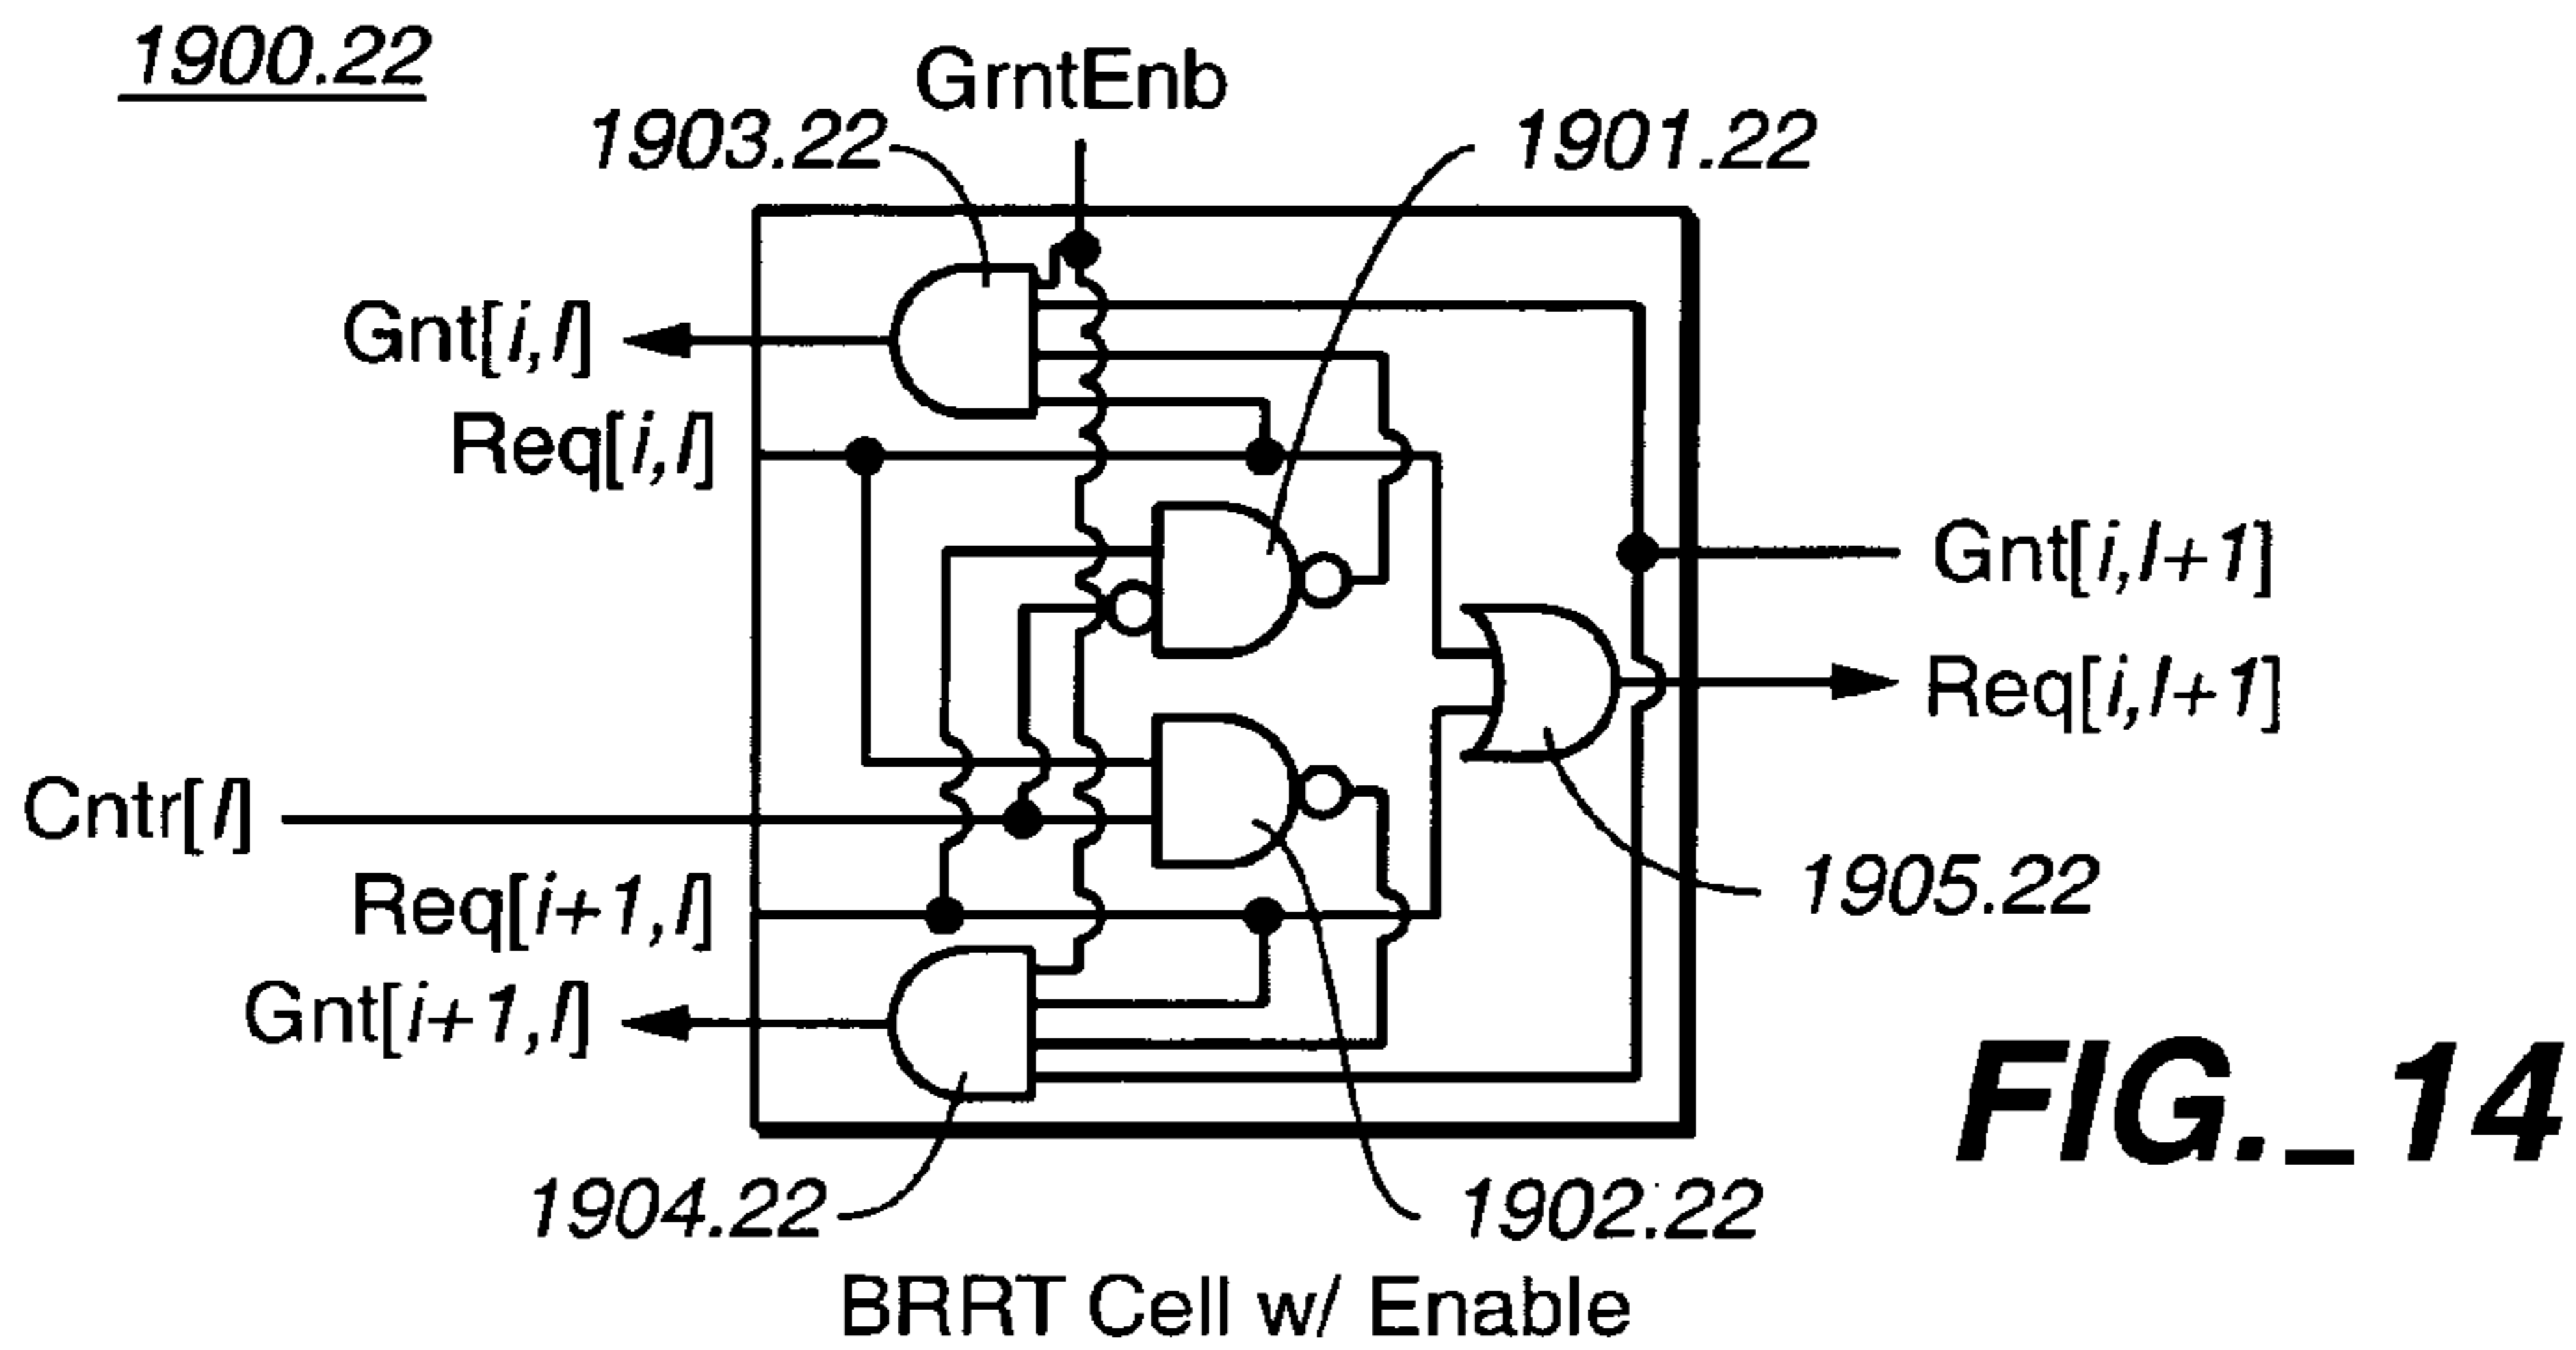 1900.22
GrntEnb
1903.22
1901.22
Gnt[i,l]
Req[i,l]
Gnt[i,l+1]
Req[i,l+1]
Cntr[l]
Req[i+1,l]
1905.22
Gnt[i+1,l]
1904.22
1902.22
BRRT Cell w/ Enable
FIG._14